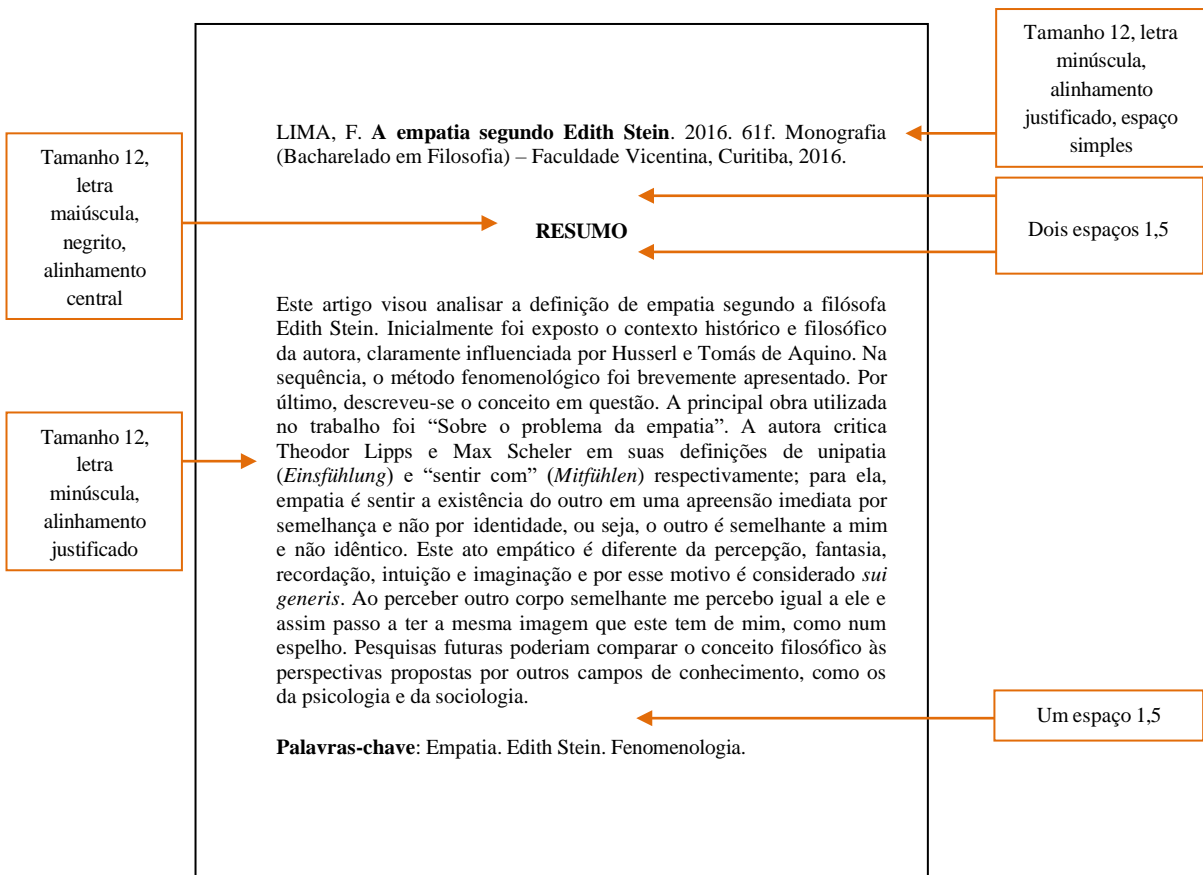 Tamanho 12, letra
minúscula,
alinhamento
justificado, espaço
simples
LIMA, F. A empatia segundo Edith Stein. 2016. 61f. Monografia
(Bacharelado em Filosofia) – Faculdade Vicentina, Curitiba, 2016.
Tamanho 12,
letra
maiúscula,
negrito,
alinhamento
central
RESUMO
Dois espaços 1,5
Este artigo visou analisar a definição de empatia segundo a filósofa
Edith Stein. Inicialmente foi exposto o contexto histórico e filosófico
da autora, claramente influenciada por Husserl e Tomás de Aquino. Na
sequência, o método fenomenológico foi brevemente apresentado. Por
último, descreveu-se o conceito em questão. A principal obra utilizada
no trabalho foi “Sobre o problema da empatia”. A autora critica
Theodor Lipps e Max Scheler em suas definições de unipatia
(Einsfühlung) e “sentir com” (Mitfühlen) respectivamente; para ela,
empatia é sentir a existência do outro em uma apreensão imediata por
semelhança e não por identidade, ou seja, o outro é semelhante a mim
e não idêntico. Este ato empático é diferente da percepção, fantasia,
recordação, intuição e imaginação e por esse motivo é considerado sui
generis. Ao perceber outro corpo semelhante me percebo igual a ele e
assim passo a ter a mesma imagem que este tem de mim, como num
espelho. Pesquisas futuras poderiam comparar o conceito filosófico às
perspectivas propostas por outros campos de conhecimento, como os
da psicologia e da sociologia.
Tamanho 12,
letra
minúscula,
alinhamento
justificado
Um espaço 1,5
Palavras-chave: Empatia. Edith Stein. Fenomenologia.